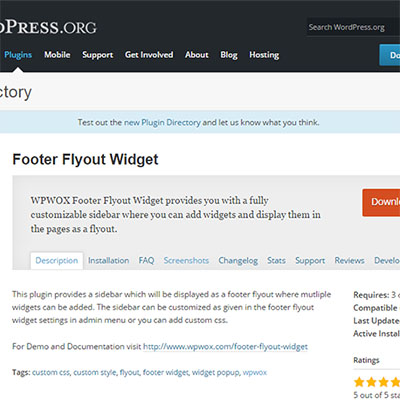 DPRESS.ORG
Search WordPress.org
Plugins Mobile Support Get Involved About Blog Hosting
Do
ctory
Test out the new Plugin Directory and let us know what you think.
Footer Flyout Widget
WPWOX Footer Flyout Widget provides you with a fully
customizable sidebar where you can add widgets and display them in
the pages as a flyout.
Downl
Description Installation FAQ Screenshots Changelog Stats Support Reviews Develo
This plugin provides a sidebar which will be displayed as a footer flyout where mutliple
widgets can be added. The sidebar can be customized as given in the footer flyout
widget settings in admin menu or you can add custom css.
For Demo and Documentation visit http://www.wpwox.com/footer-flyout-widget
Tags: custom css, custom style, flyout, footer widget, widget popup, wpwox
Requires: 3
Compatible
Last Update
Active Instal
Ratings
5 out of 5 sta